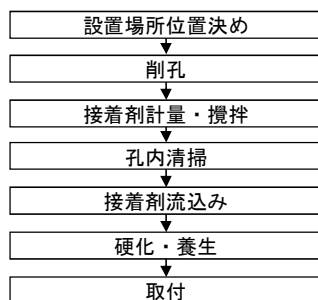 設置場所位置決め
削孔
接着剤計量・攪拌
孔内清掃
接着剤流込み
硬化・養生
取付